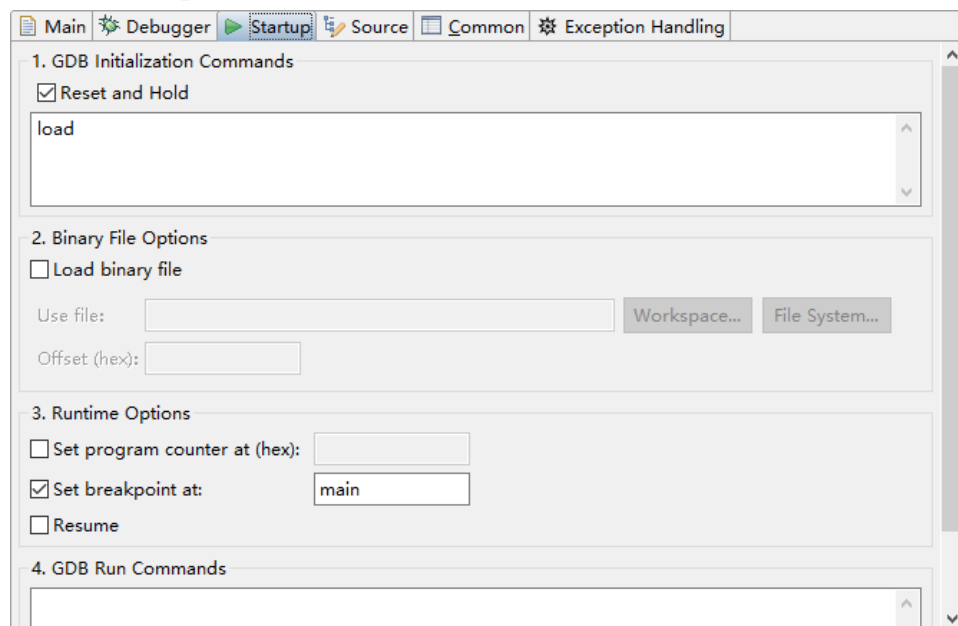 Main Debugger Startup Source Common Exception Handling
1. GDB Initialization Commands
Reset and Hold
load
2. Binary File Options
Load binary file
Use file: Workspace... File System...
Offset (hex):
3. Runtime Options
Set program counter at (hex):
Set breakpoint at: main
Resume
4. GDB Run Commands